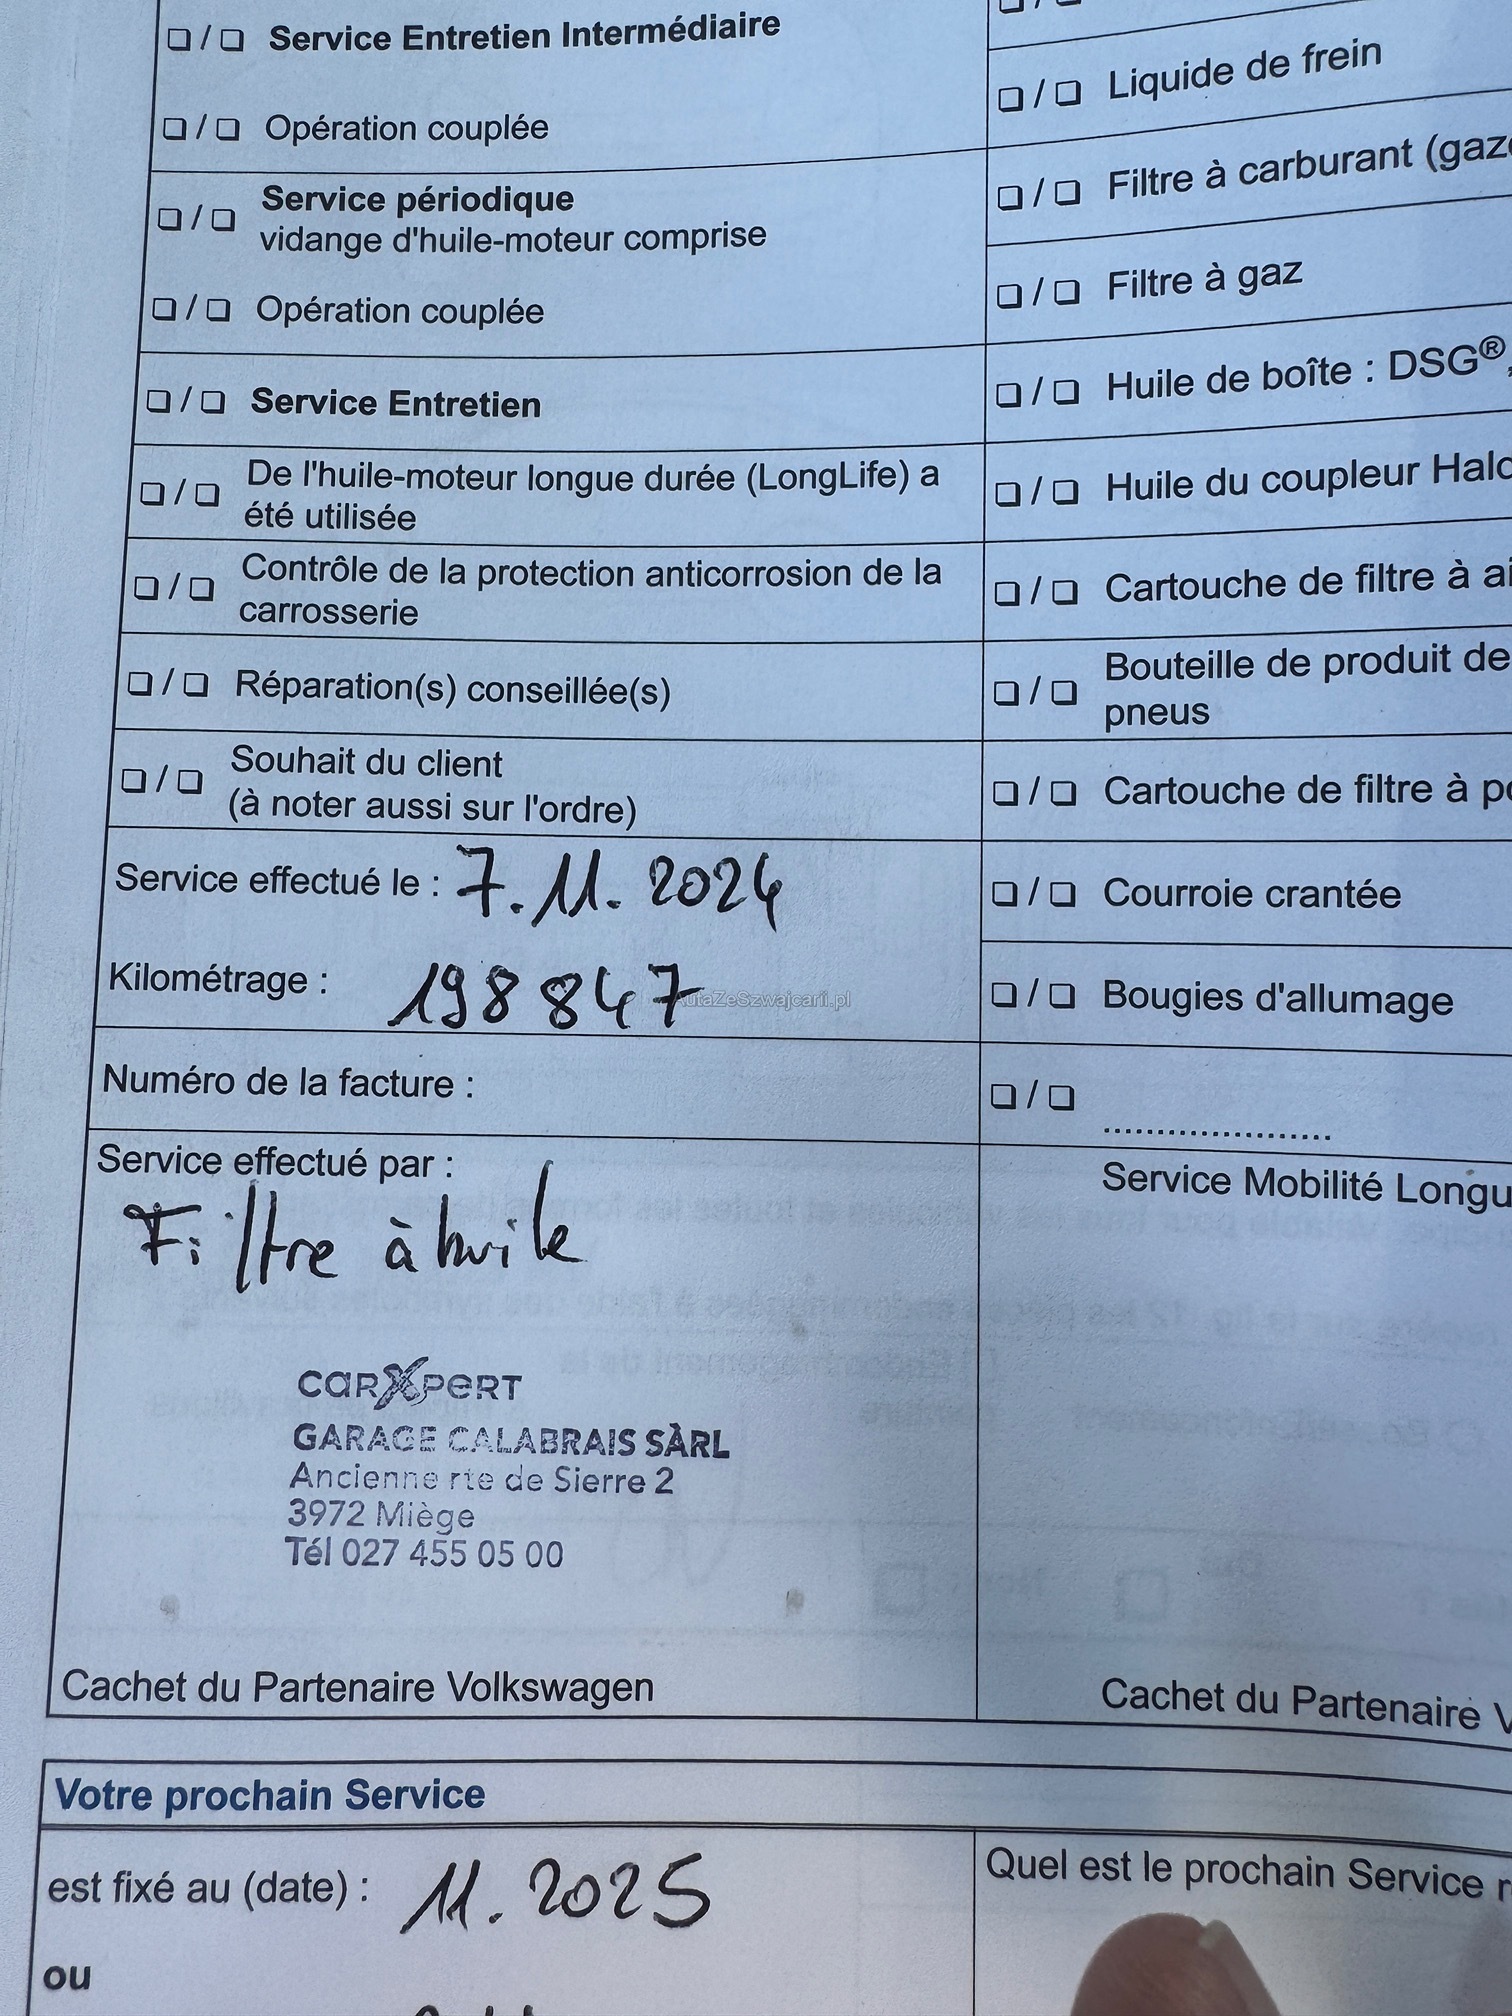 ❏ / ❏ Service Entretien Intermédiaire
❏ / ❏ Opération couplée
❏ / ❏ Service périodique
vidange d'huile-moteur comprise
❏ / ❏ Opération couplée
❏ / ❏ Service Entretien
❏ / ❏ De l'huile-moteur longue durée (LongLife) a
été utilisée
❏ / ❏ Contrôle de la protection anticorrosion de la
carrosserie
❏ / ❏ Réparation(s) conseillée(s)
❏ / ❏ Souhait du client
(à noter aussi sur l'ordre)
Service effectué le : 7.11.2024
Kilométrage : 198 847
AutaZeSzwajcarii.pl
Numéro de la facture :
Service effectué par :
Filtre à huile
carXpert
GARAGE CALABRAIS SÀRL
Ancienne rte de Sierre 2
3972 Miège
Tél 027 455 05 00
Cachet du Partenaire Volkswagen
❏ / ❏ Liquide de frein
❏ / ❏ Filtre à carburant
❏ / ❏ Filtre à gaz
❏ / ❏ Huile de boîte : DSG®,
❏ / ❏ Huile du coupleur
❏ / ❏ Cartouche de filtre à
❏ / ❏ Bouteille de produit de
pneus
❏ / ❏ Cartouche de filtre à
❏ / ❏ Courroie crantée
❏ / ❏ Bougies d'allumage
❏ / ❏ .....................
Service Mobilité
Cachet du Partenaire
Votre prochain Service
est fixé au (date) : 11.2025
ou
Quel est le prochain Service